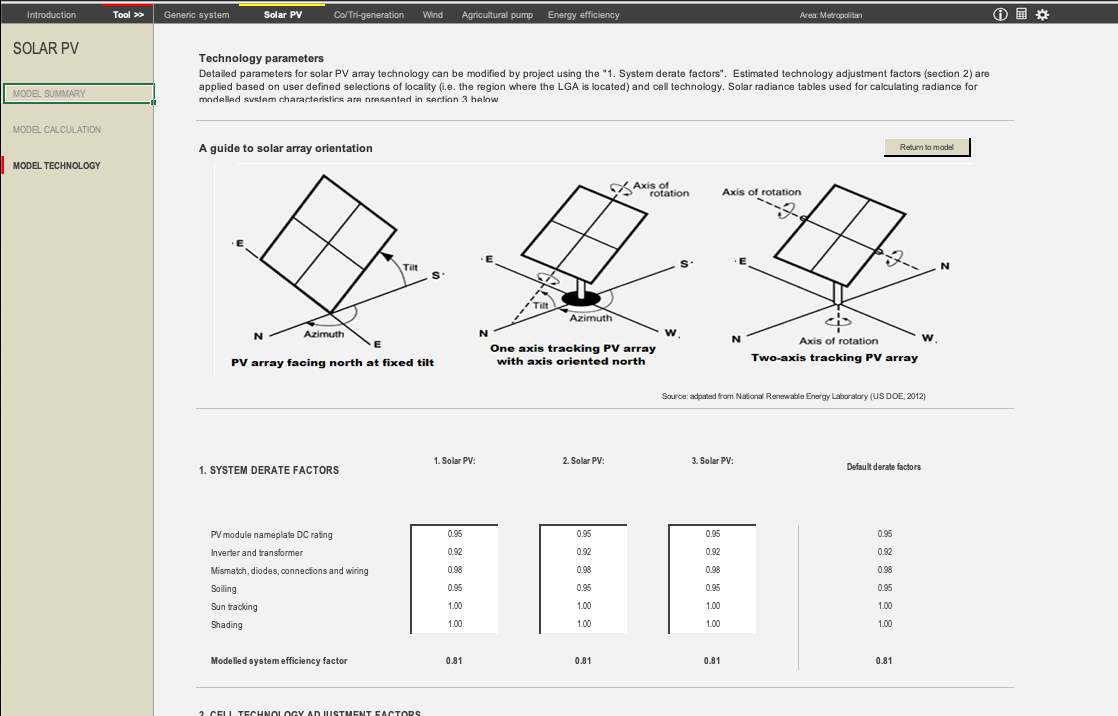 Introduction Tool >> Generic system Solar PV Co/Tri-generation Wind Agricultural pump Energy efficiency Area: Metropolitan
SOLAR PV
MODEL SUMMARY
MODEL CALCULATION
MODEL TECHNOLOGY
Technology parameters
Detailed parameters for solar PV array technology can be modified by project using the "1. System derate factors".  Estimated technology adjustment factors (section 2) are
applied based on user defined selections of locality (i.e. the region where the LGA is located) and cell technology. Solar radiance tables used for calculating radiance for
modelled system characteristics are presented in section 3 below.
A guide to solar array orientation
Return to model
E
Tilt
S
N
Azimuth
E
PV array facing north at fixed tilt
Axis of
rotation
E
S
Tilt
Azimuth
N
W
One axis tracking PV array
with axis oriented north
Axis of rotation
E
N
N
W
Axis of rotation
Two-axis tracking PV array
Source: adpated from National Renewable Energy Laboratory (US DOE, 2012)
1. SYSTEM DERATE FACTORS 1. Solar PV: 2. Solar PV: 3. Solar PV: Default derate factors
PV module nameplate DC rating 0.95 0.95 0.95 0.95
Inverter and transformer 0.92 0.92 0.92 0.92
Mismatch, diodes, connections and wiring 0.98 0.98 0.98 0.98
Soiling 0.95 0.95 0.95 0.95
Sun tracking 1.00 1.00 1.00 1.00
Shading 1.00 1.00 1.00 1.00
Modelled system efficiency factor 0.81 0.81 0.81 0.81
2. CELL TECHNOLOGY ADJUSTMENT FACTORS